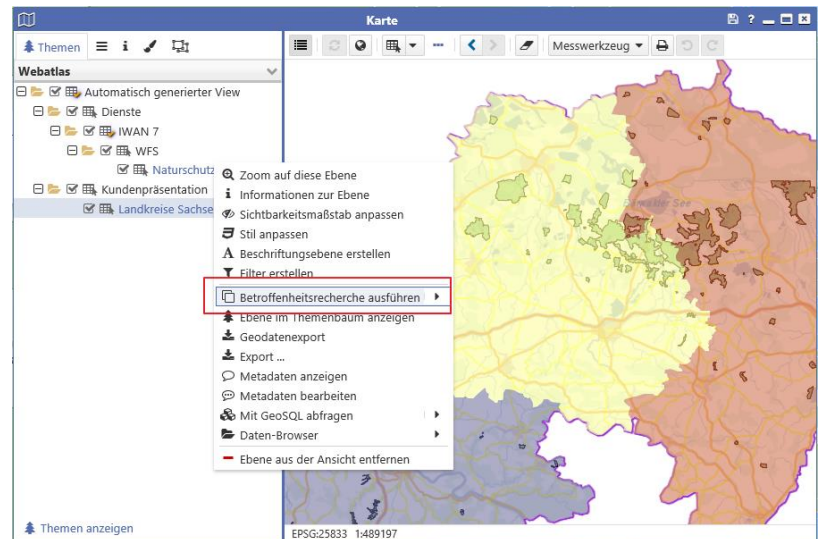 Karte
Themen
Messwerkzeug
Webatlas
Automatisch generierter View
Dienste
IWAN 7
WFS
Naturschutz
Kundenpräsentation
Landkreise Sachse
Zoom auf diese Ebene
Informationen zur Ebene
Sichtbarkeitsmaßstab anpassen
Stil anpassen
Beschriftungsebene erstellen
Filter erstellen
Betroffenheitsrecherche ausführen
Ebene im Themenbaum anzeigen
Geodatenexport
Export ...
Metadaten anzeigen
Metadaten bearbeiten
Mit GeoSQL abfragen
Daten-Browser
Ebene aus der Ansicht entfernen
Themen anzeigen
EPSG:25833 1:489197